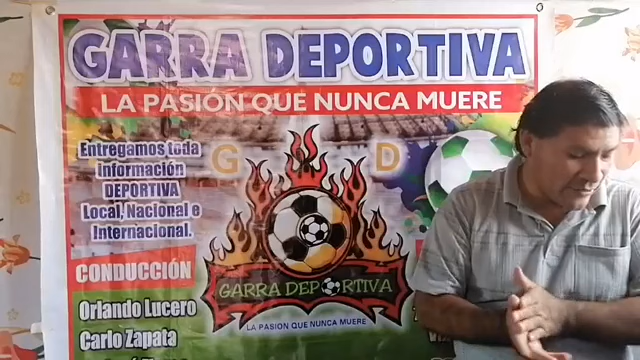 GARRA DEPORTIVA
LA PASIÓN QUE NUNCA MUERE
Entregamos toda
Información
DEPORTIVA
Local, Nacional e
Internacional.
G D
GARRA DEPORTIVA
LA PASION QUE NUNCA MUERE
CONDUCCIÓN
Orlando Lucero
Carlo Zapata